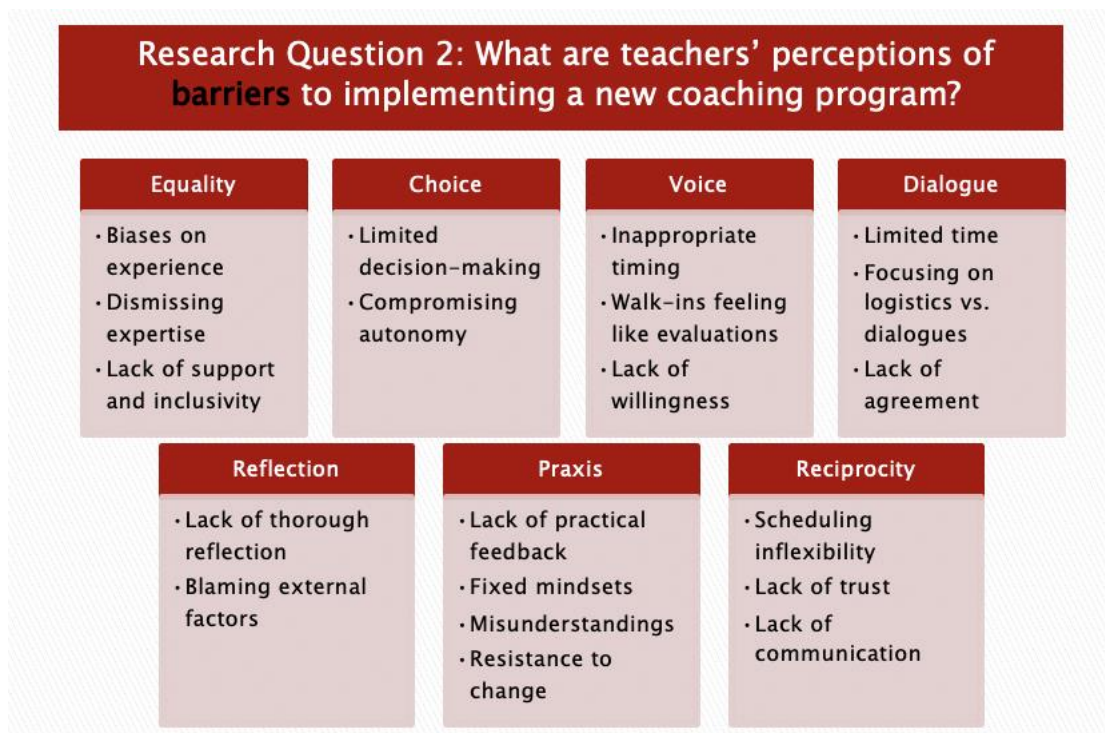 Research Question 2: What are teachers' perceptions of
barriers to implementing a new coaching program?
Equality
· Biases on
experience
· Dismissing
expertise
· Lack of support
and inclusivity
Choice
· Limited
decision-making
· Compromising
autonomy
Voice
· Inappropriate
timing
· Walk-ins feeling
like evaluations
· Lack of
willingness
Dialogue
· Limited time
· Focusing on
logistics vs.
dialogues
· Lack of
agreement
Reflection
· Lack of thorough
reflection
· Blaming external
factors
Praxis
· Lack of practical
feedback
· Fixed mindsets
· Misunderstandings
· Resistance to
change
Reciprocity
· Scheduling
inflexibility
· Lack of trust
· Lack of
communication